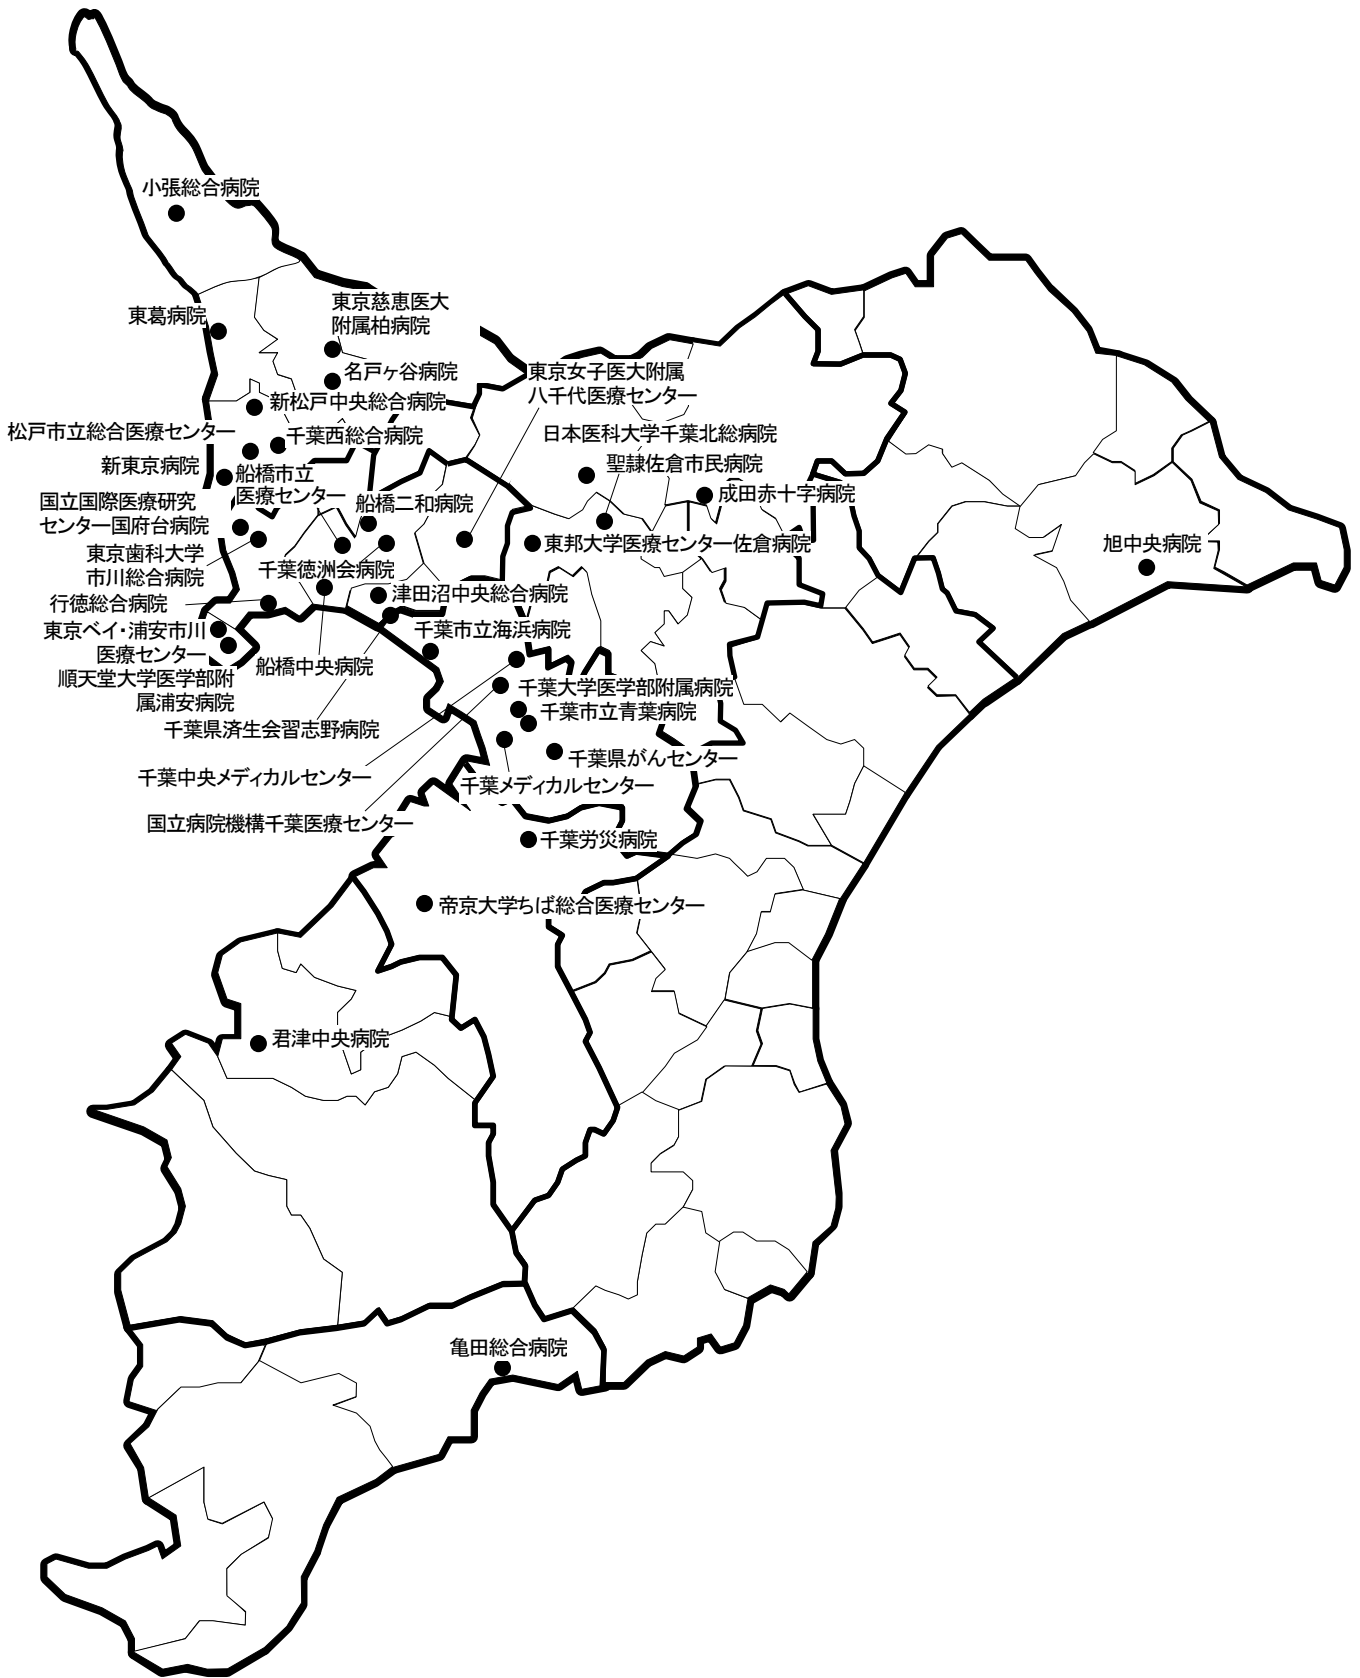 小張総合病院
東葛病院
東京慈恵医大
附属柏病院
名戸ヶ谷病院
新松戸中央総合病院
松戸市立総合医療センター
千葉西総合病院
新東京病院
船橋市立
医療センター
国立国際医療研究
センター国府台病院
船橋二和病院
東京女子医大附属
八千代医療センター
日本医科大学千葉北総病院
聖隷佐倉市民病院
成田赤十字病院
東邦大学医療センター佐倉病院
旭中央病院
東京歯科大学
市川総合病院
千葉徳洲会病院
行徳総合病院
津田沼中央総合病院
東京ベイ・浦安市川
医療センター
千葉市立海浜病院
順天堂大学医学部附
属浦安病院
船橋中央病院
千葉県済生会習志野病院
千葉大学医学部附属病院
千葉市立青葉病院
千葉県がんセンター
千葉中央メディカルセンター
千葉メディカルセンター
国立病院機構千葉医療センター
千葉労災病院
帝京大学ちば総合医療センター
君津中央病院
亀田総合病院